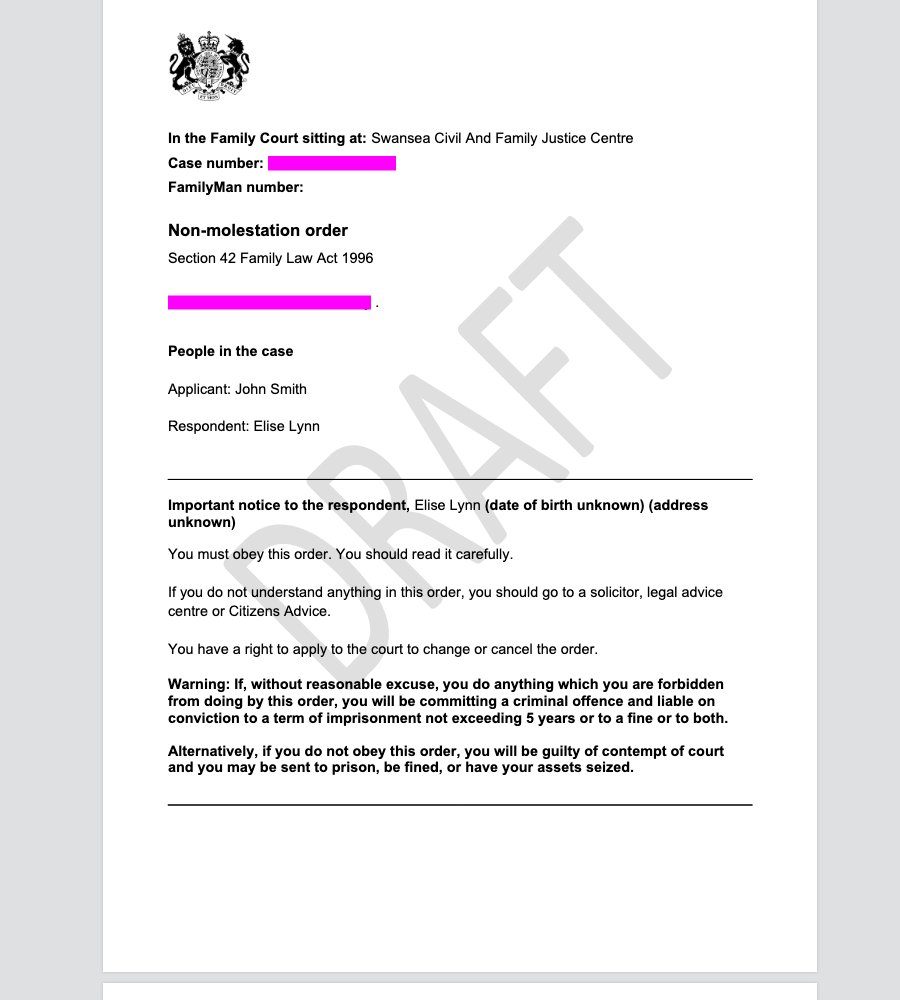 In the Family Court sitting at: Swansea Civil And Family Justice Centre
Case number:
FamilyMan number:
Non-molestation order
Section 42 Family Law Act 1996
.
People in the case
Applicant: John Smith
Respondent: Elise Lynn
Important notice to the respondent, Elise Lynn (date of birth unknown) (address
unknown)
You must obey this order. You should read it carefully.
If you do not understand anything in this order, you should go to a solicitor, legal advice
centre or Citizens Advice.
You have a right to apply to the court to change or cancel the order.
Warning: If, without reasonable excuse, you do anything which you are forbidden
from doing by this order, you will be committing a criminal offence and liable on
conviction to a term of imprisonment not exceeding 5 years or to a fine or to both.
Alternatively, if you do not obey this order, you will be guilty of contempt of court
and you may be sent to prison, be fined, or have your assets seized.
DRAFT